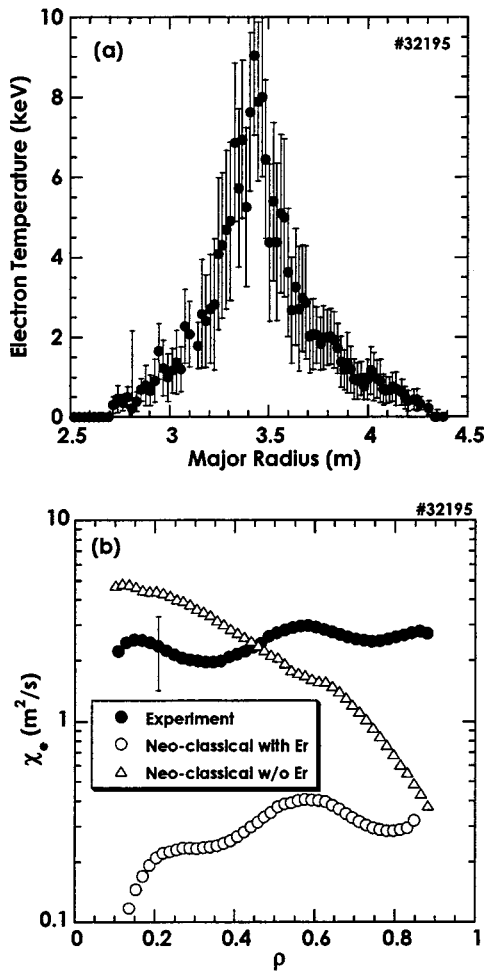 10
8
6
4
2
0
(a)
#32195
Electron Temperature (keV)
2.5
3
3.5
4
4.5
Major Radius (m)
#32195
10
1
0.1
(b)
χe (m²/s)
Experiment
Neo-classical with Er
Neo-classical w/o Er
0
0.2
0.4
0.6
0.8
1
ρ